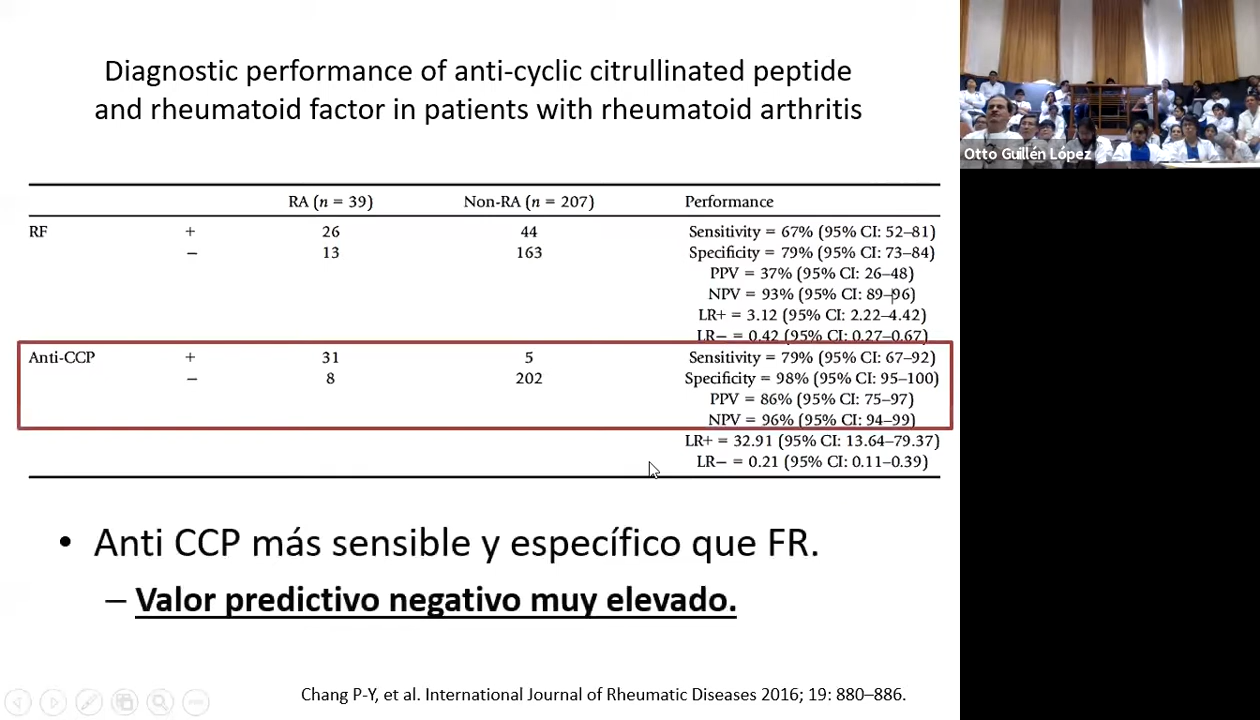 Diagnostic performance of anti-cyclic citrullinated peptide
and rheumatoid factor in patients with rheumatoid arthritis
Otto Guillén López
RA (n = 39) Non-RA (n = 207) Performance
RF + 26 44 Sensitivity = 67% (95% CI: 52–81)
− 13 163 Specificity = 79% (95% CI: 73–84)
PPV = 37% (95% CI: 26–48)
NPV = 93% (95% CI: 89–96)
LR+ = 3.12 (95% CI: 2.22–4.42)
LR− = 0.42 (95% CI: 0.27–0.67)
Anti-CCP + 31 5 Sensitivity = 79% (95% CI: 67–92)
− 8 202 Specificity = 98% (95% CI: 95–100)
PPV = 86% (95% CI: 75–97)
NPV = 96% (95% CI: 94–99)
LR+ = 32.91 (95% CI: 13.64–79.37)
LR− = 0.21 (95% CI: 0.11–0.39)
• Anti CCP más sensible y específico que FR.
– Valor predictivo negativo muy elevado.
Chang P-Y, et al. International Journal of Rheumatic Diseases 2016; 19: 880–886.